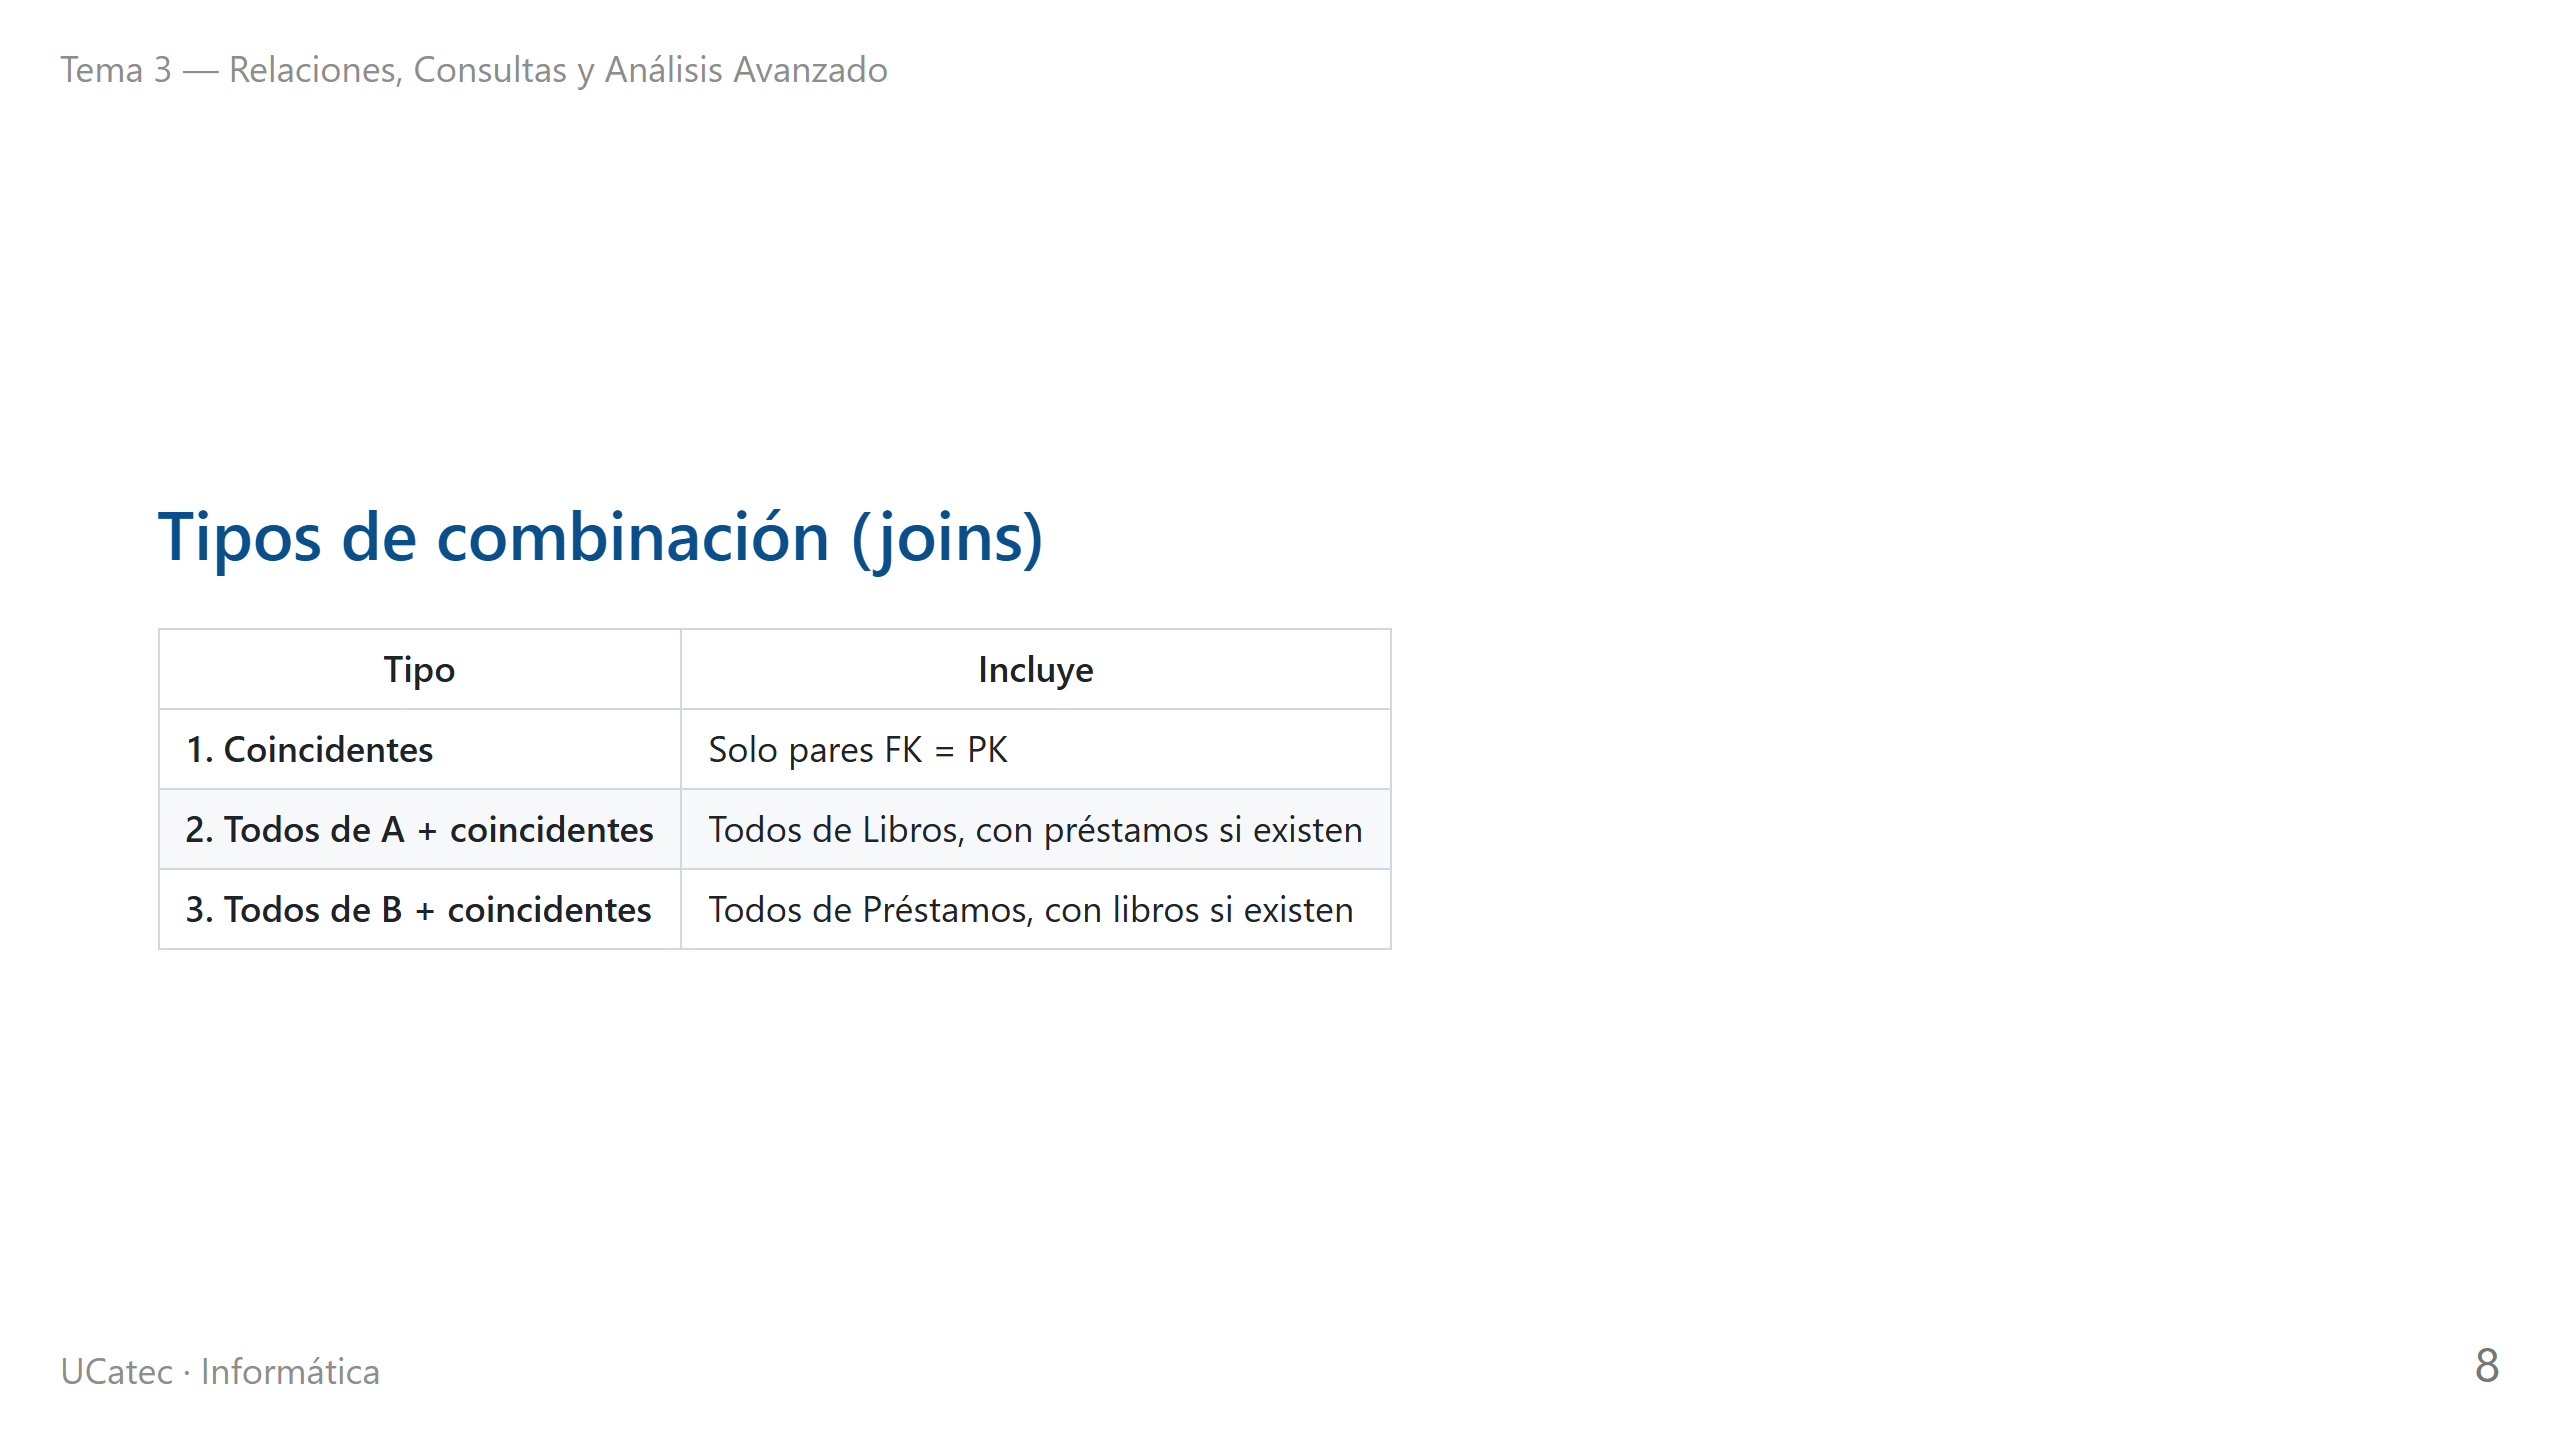 Tema 3 — Relaciones, Consultas y Análisis Avanzado
Tipos de combinación (joins)
Tipo Incluye
1. Coincidentes Solo pares FK = PK
2. Todos de A + coincidentes Todos de Libros, con préstamos si existen
3. Todos de B + coincidentes Todos de Préstamos, con libros si existen
UCatec · Informática 8